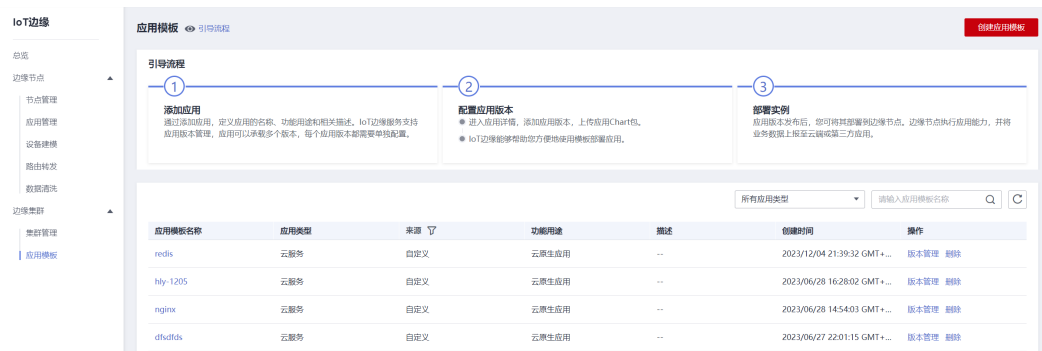 IoT边缘
总览
边缘节点
节点管理
应用管理
设备建模
路由转发
数据清洗
边缘集群
集群管理
应用模板
应用模板 引导流程
创建应用模板
引导流程
1
添加应用
通过添加应用，定义应用的名称、功能用途和相关描述。IoT边缘服务支持
应用版本管理，应用可以承载多个版本，每个应用版本都需要单独配置。
2
配置应用版本
进入应用详情，添加应用版本，上传应用Chart包。
IoT边缘能够帮助您方便地使用模板部署应用。
3
部署实例
应用版本发布后，您可将其部署到边缘节点。边缘节点执行应用能力，并将
业务数据上报至云端或第三方应用。
所有应用类型 请输入应用模板名称
应用模板名称 应用类型 来源 功能用途 描述 创建时间 操作
redis 云服务 自定义 云原生应用 -- 2023/12/04 21:39:32 GMT+... 版本管理 删除
hly-1205 云服务 自定义 云原生应用 -- 2023/06/28 16:28:02 GMT+... 版本管理 删除
nginx 云服务 自定义 云原生应用 -- 2023/06/28 14:54:03 GMT+... 版本管理 删除
dfsdfds 云服务 自定义 云原生应用 -- 2023/06/27 22:01:15 GMT+... 版本管理 删除